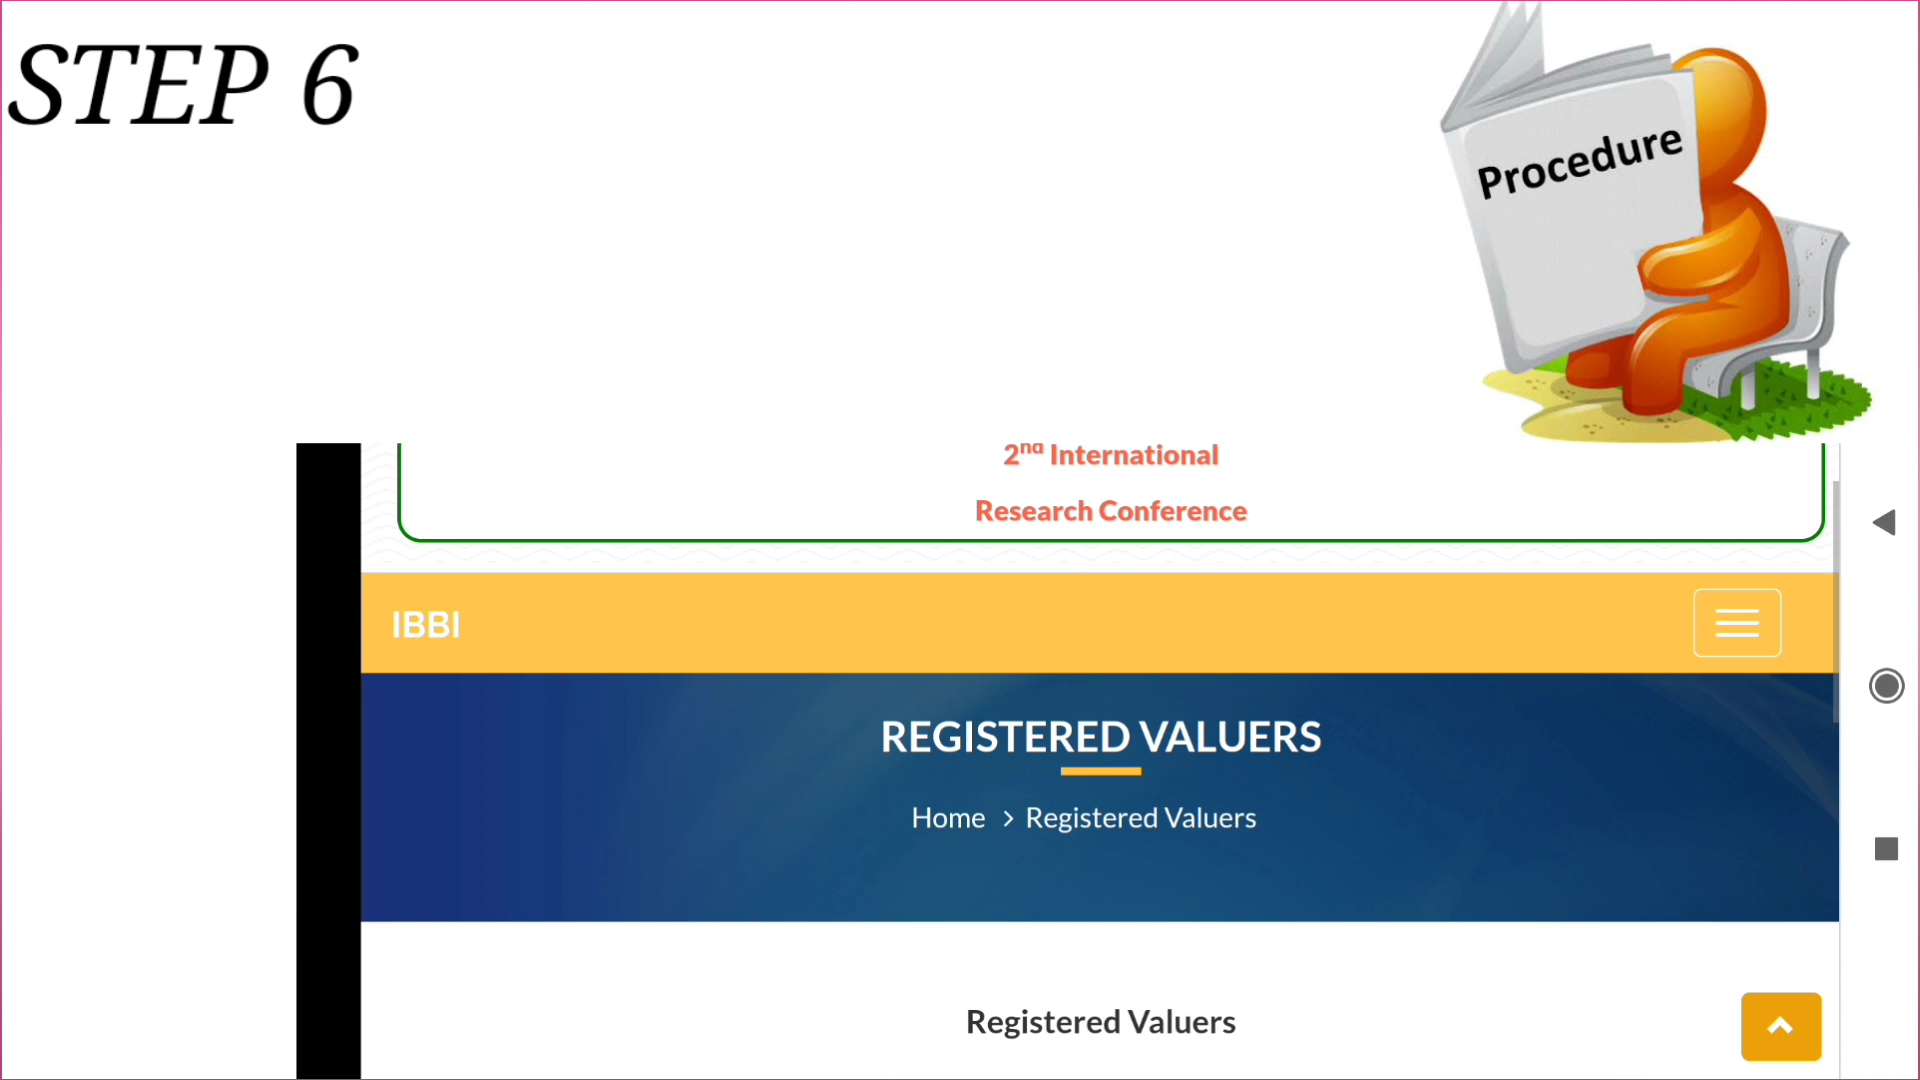 STEP 6
Procedure
2nd International
Research Conference
IBBI
REGISTERED VALUERS
Home > Registered Valuers
Registered Valuers